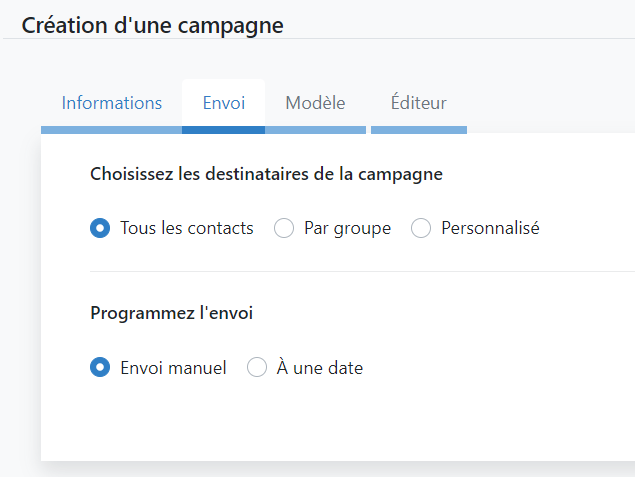 Création d'une campagne
Informations Envoi Modèle Éditeur
Choisissez les destinataires de la campagne
Tous les contacts Par groupe Personnalisé
Programmez l'envoi
Envoi manuel À une date